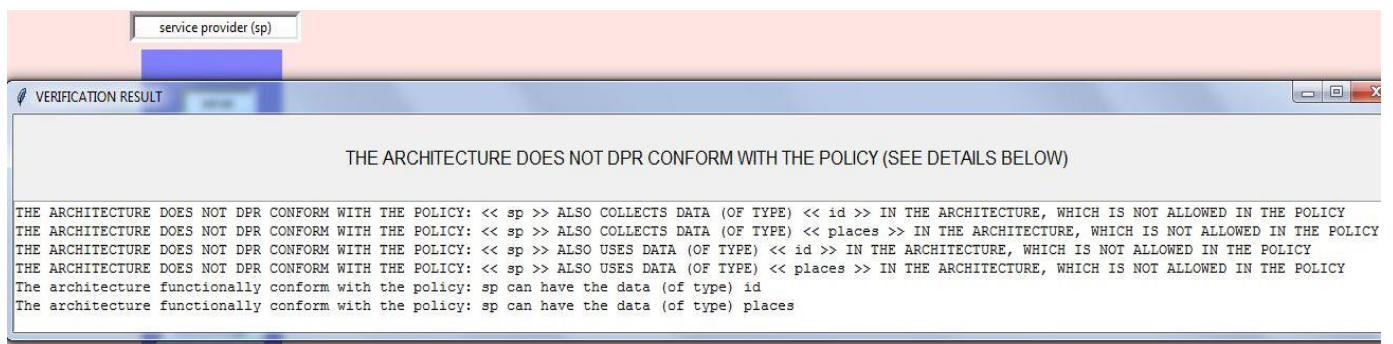 service provider (sp)
VERIFICATION RESULT
THE ARCHITECTURE DOES NOT DPR CONFORM WITH THE POLICY (SEE DETAILS BELOW)
THE ARCHITECTURE DOES NOT DPR CONFORM WITH THE POLICY: << sp >> ALSO COLLECTS DATA (OF TYPE) << id >> IN THE ARCHITECTURE, WHICH IS NOT ALLOWED IN THE POLICY
THE ARCHITECTURE DOES NOT DPR CONFORM WITH THE POLICY: << sp >> ALSO COLLECTS DATA (OF TYPE) << places >> IN THE ARCHITECTURE, WHICH IS NOT ALLOWED IN THE POLICY
THE ARCHITECTURE DOES NOT DPR CONFORM WITH THE POLICY: << sp >> ALSO USES DATA (OF TYPE) << id >> IN THE ARCHITECTURE, WHICH IS NOT ALLOWED IN THE POLICY
THE ARCHITECTURE DOES NOT DPR CONFORM WITH THE POLICY: << sp >> ALSO USES DATA (OF TYPE) << places >> IN THE ARCHITECTURE, WHICH IS NOT ALLOWED IN THE POLICY
The architecture functionally conform with the policy: sp can have the data (of type) id
The architecture functionally conform with the policy: sp can have the data (of type) places